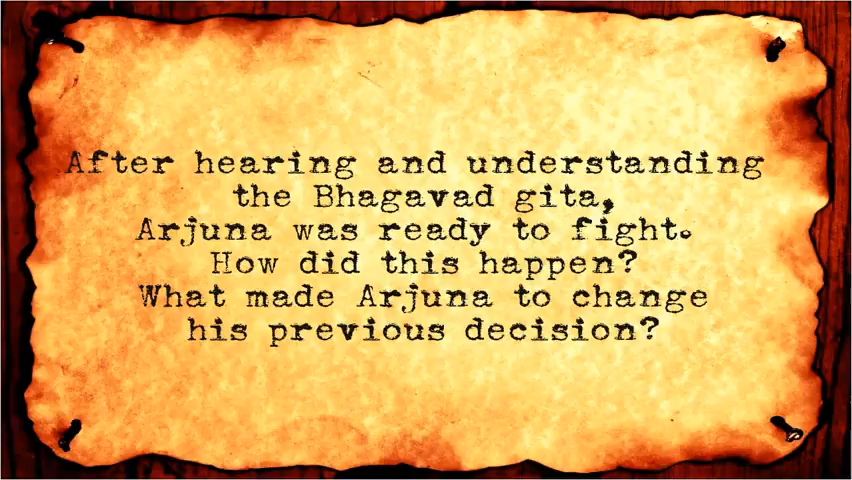 After hearing and understanding
the Bhagavad gita,
Arjuna was ready to fight.
How did this happen?
What made Arjuna to change
his previous decision?